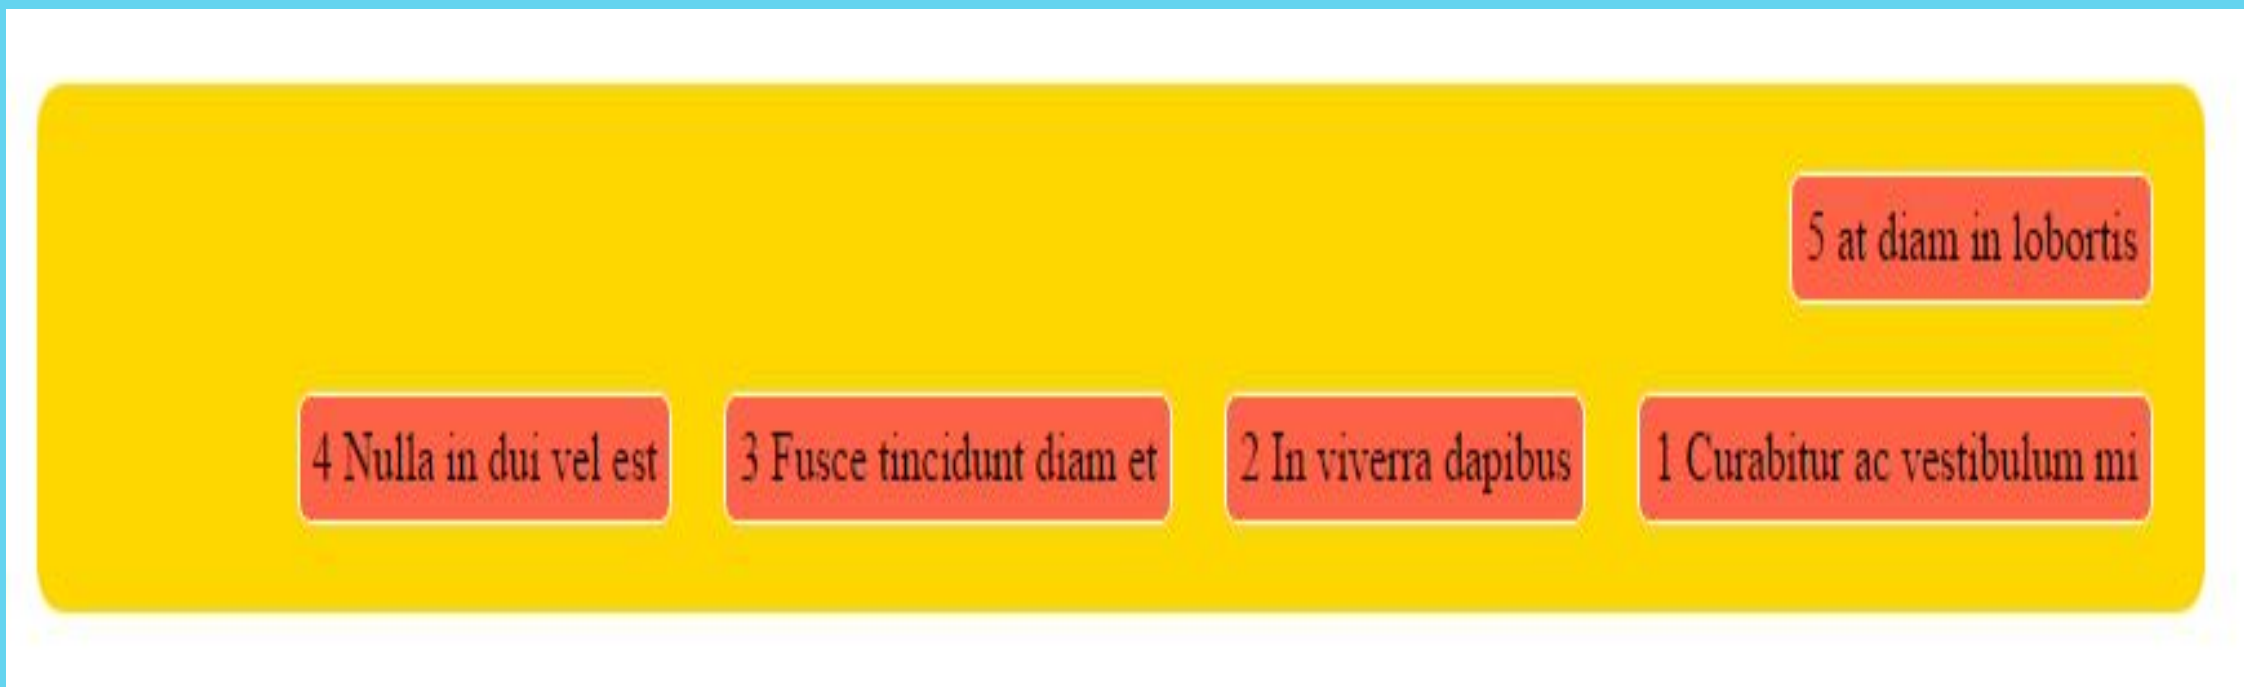 5 at diam in lobortis
4 Nulla in dui vel est 3 Fusce tincidunt diam et 2 In viverra dapibus 1 Curabitur ac vestibulum mi